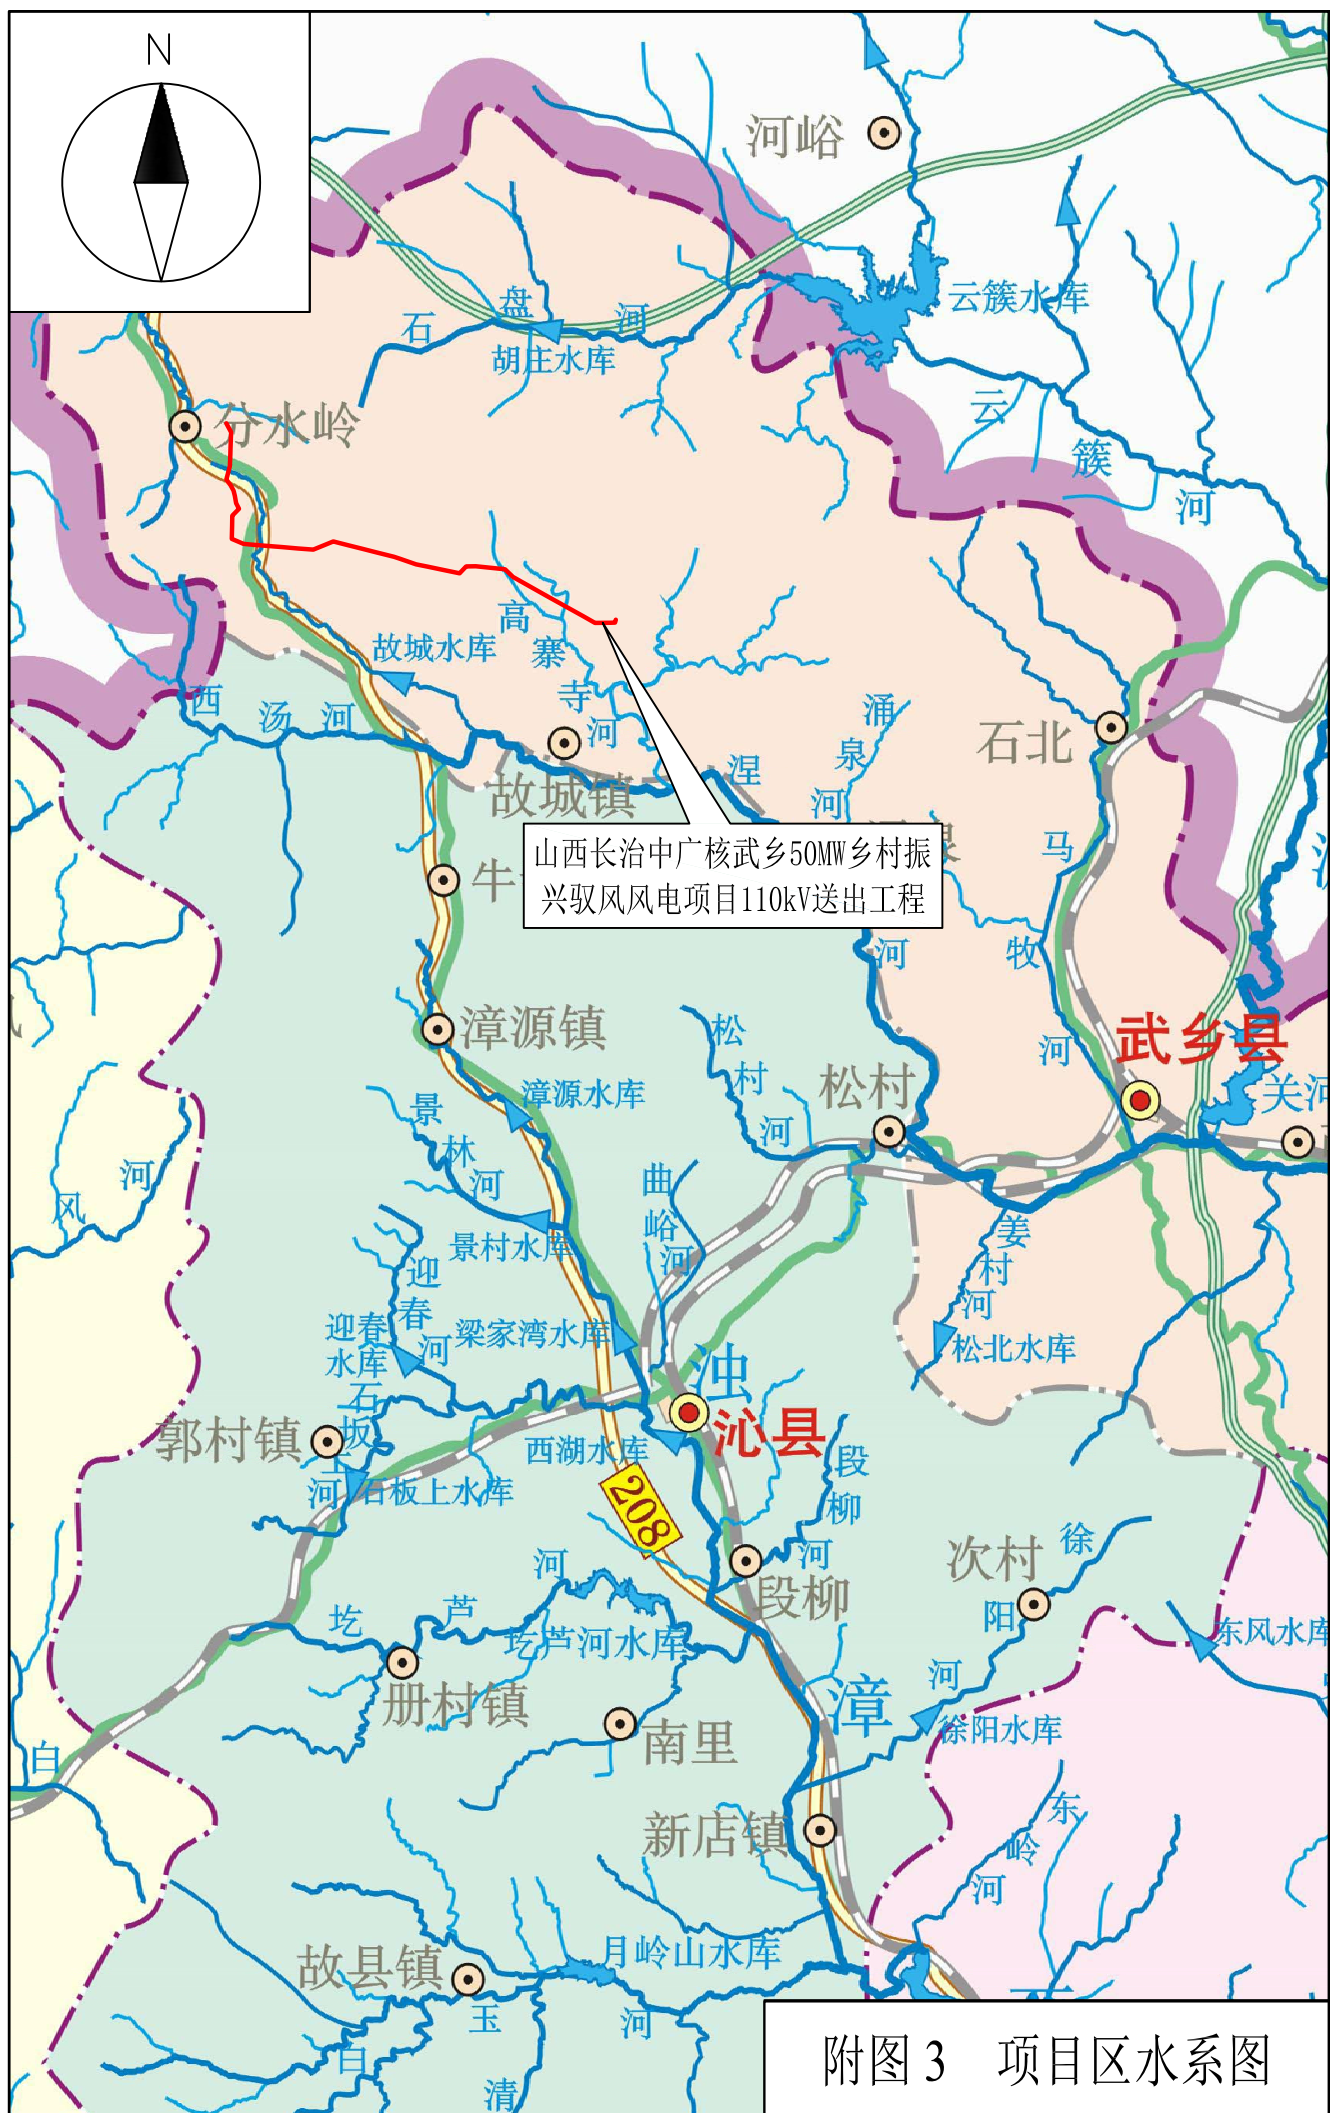 N
河峪
云簇水库
石
盘
河
胡庄水库
云
簇
河
分水岭
高
寨
寺
河
故城水库
西
汤
河
涌
泉
河
石北
涅
故城镇
马
牧
河
牛
山西长治中广核武乡50MW乡村振
兴驭风风电项目110kV送出工程
河
漳源镇
松
村
河
松村
武乡县
关河
漳源水库
景
林
河
风
河
曲
峪
河
景村水库
姜
村
河
迎
春
河
迎春
水库
梁家湾水库
松北水库
浊
石
板
上
河
郭村镇
西湖水库
沁县
石板上水库
208
段
柳
河
次村
徐
阳
河
段柳
圪
芦
河
圪芦河水库
东风水库
册村镇
南里
漳
徐阳水库
白
新店镇
东
岭
河
故县镇
月岭山水库
玉
河
白
清
附图3 项目区水系图